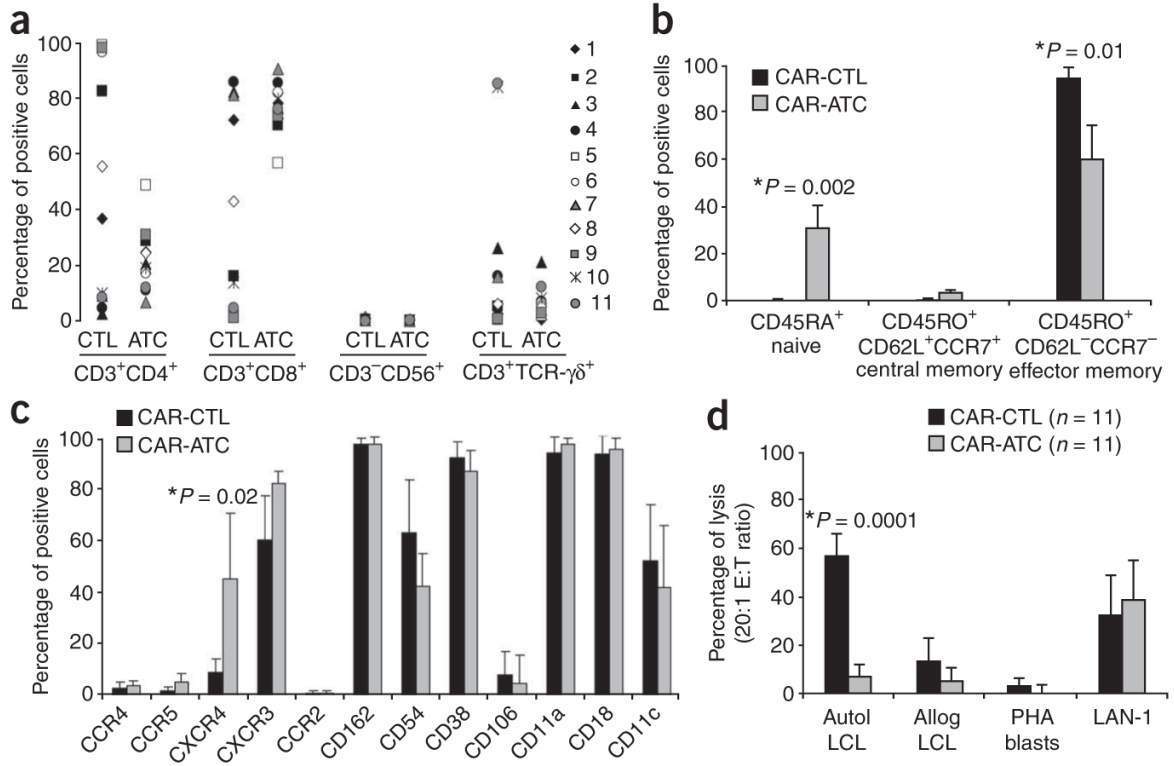 a
Percentage of positive cells
100
80
60
40
20
0
CTL ATC
CD3⁺CD4⁺
CTL ATC
CD3⁺CD8⁺
CTL ATC
CD3⁻CD56⁺
CTL ATC
CD3⁺TCR-γδ⁺
1
2
3
4
5
6
7
8
9
10
11
b
Percentage of positive cells
100
80
60
40
20
0
CAR-CTL
CAR-ATC
*P = 0.002
*P = 0.01
CD45RA⁺
naive
CD45RO⁺
CD62L⁺CCR7⁺
central memory
CD45RO⁺
CD62L⁻CCR7⁻
effector memory
c
Percentage of positive cells
100
80
60
40
20
0
CAR-CTL
CAR-ATC
*P = 0.02
CCR4
CCR5
CXCR4
CXCR3
CCR2
CD162
CD54
CD38
CD106
CD11a
CD18
CD11c
d
Percentage of lysis
(20:1 E:T ratio)
100
80
60
40
20
0
CAR-CTL (n = 11)
CAR-ATC (n = 11)
*P = 0.0001
Autol
LCL
Allog
LCL
PHA
blasts
LAN-1